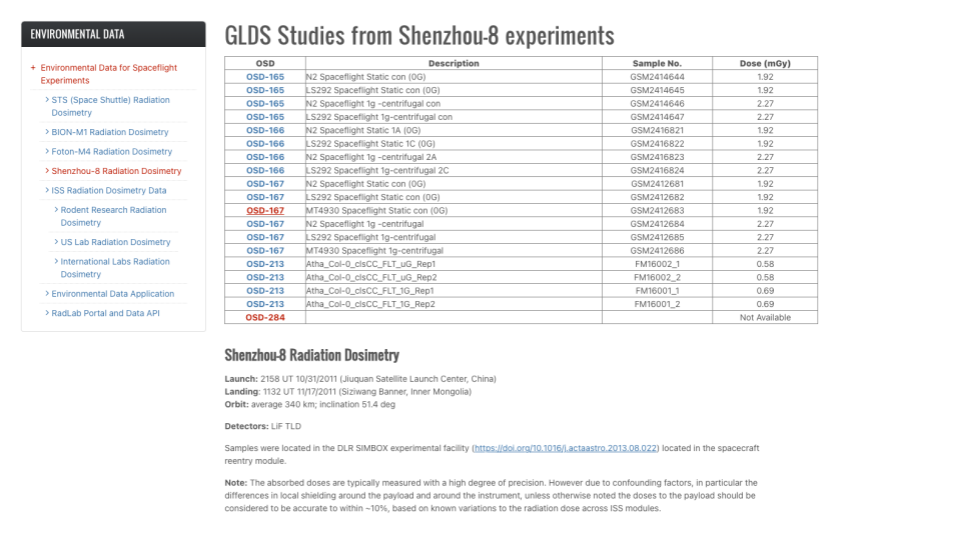 ENVIRONMENTAL DATA
+ Environmental Data for Spaceflight
Experiments
> STS (Space Shuttle) Radiation
Dosimetry
> BION-M1 Radiation Dosimetry
> Foton-M4 Radiation Dosimetry
> Shenzhou-8 Radiation Dosimetry
> ISS Radiation Dosimetry Data
> Rodent Research Radiation
Dosimetry
> US Lab Radiation Dosimetry
> International Labs Radiation
Dosimetry
> Environmental Data Application
> RadLab Portal and Data API
GLDS Studies from Shenzhou-8 experiments
OSD Description Sample No. Dose (mGy)
OSD-165 N2 Spaceflight Static con (0G) GSM2414644 1.92
OSD-165 LS292 Spaceflight Static con (0G) GSM2414645 1.92
OSD-165 N2 Spaceflight 1g -centrifugal con GSM2414646 2.27
OSD-165 LS292 Spaceflight 1g-centrifugal con GSM2414647 2.27
OSD-166 N2 Spaceflight Static 1A (0G) GSM2416821 1.92
OSD-166 LS292 Spaceflight Static 1C (0G) GSM2416822 1.92
OSD-166 N2 Spaceflight 1g -centrifugal 2A GSM2416823 2.27
OSD-166 LS292 Spaceflight 1g-centrifugal 2C GSM2416824 2.27
OSD-167 N2 Spaceflight Static con (0G) GSM2412681 1.92
OSD-167 LS292 Spaceflight Static con (0G) GSM2412682 1.92
OSD-167 MT4930 Spaceflight Static con (0G) GSM2412683 1.92
OSD-167 N2 Spaceflight 1g -centrifugal GSM2412684 2.27
OSD-167 LS292 Spaceflight 1g-centrifugal GSM2412685 2.27
OSD-167 MT4930 Spaceflight 1g-centrifugal GSM2412686 2.27
OSD-213 Atha_Col-0_clsCC_FLT_uG_Rep1 FM16002_1 0.58
OSD-213 Atha_Col-0_clsCC_FLT_uG_Rep2 FM16002_2 0.58
OSD-213 Atha_Col-0_clsCC_FLT_1G_Rep1 FM16001_1 0.69
OSD-213 Atha_Col-0_clsCC_FLT_1G_Rep2 FM16001_2 0.69
OSD-284 Not Available
Shenzhou-8 Radiation Dosimetry
Launch: 2158 UT 10/31/2011 (Jiuquan Satellite Launch Center, China)
Landing: 1132 UT 11/17/2011 (Siziwang Banner, Inner Mongolia)
Orbit: average 340 km; inclination 51.4 deg
Detectors: LiF TLD
Samples were located in the DLR SIMBOX experimental facility (https://doi.org/10.1016/j.actaastro.2013.08.022) located in the spacecraft
reentry module.
Note: The absorbed doses are typically measured with a high degree of precision. However due to confounding factors, in particular the
differences in local shielding around the payload and around the instrument, unless otherwise noted the doses to the payload should be
considered to be accurate to within ~10%, based on known variations to the radiation dose across ISS modules.